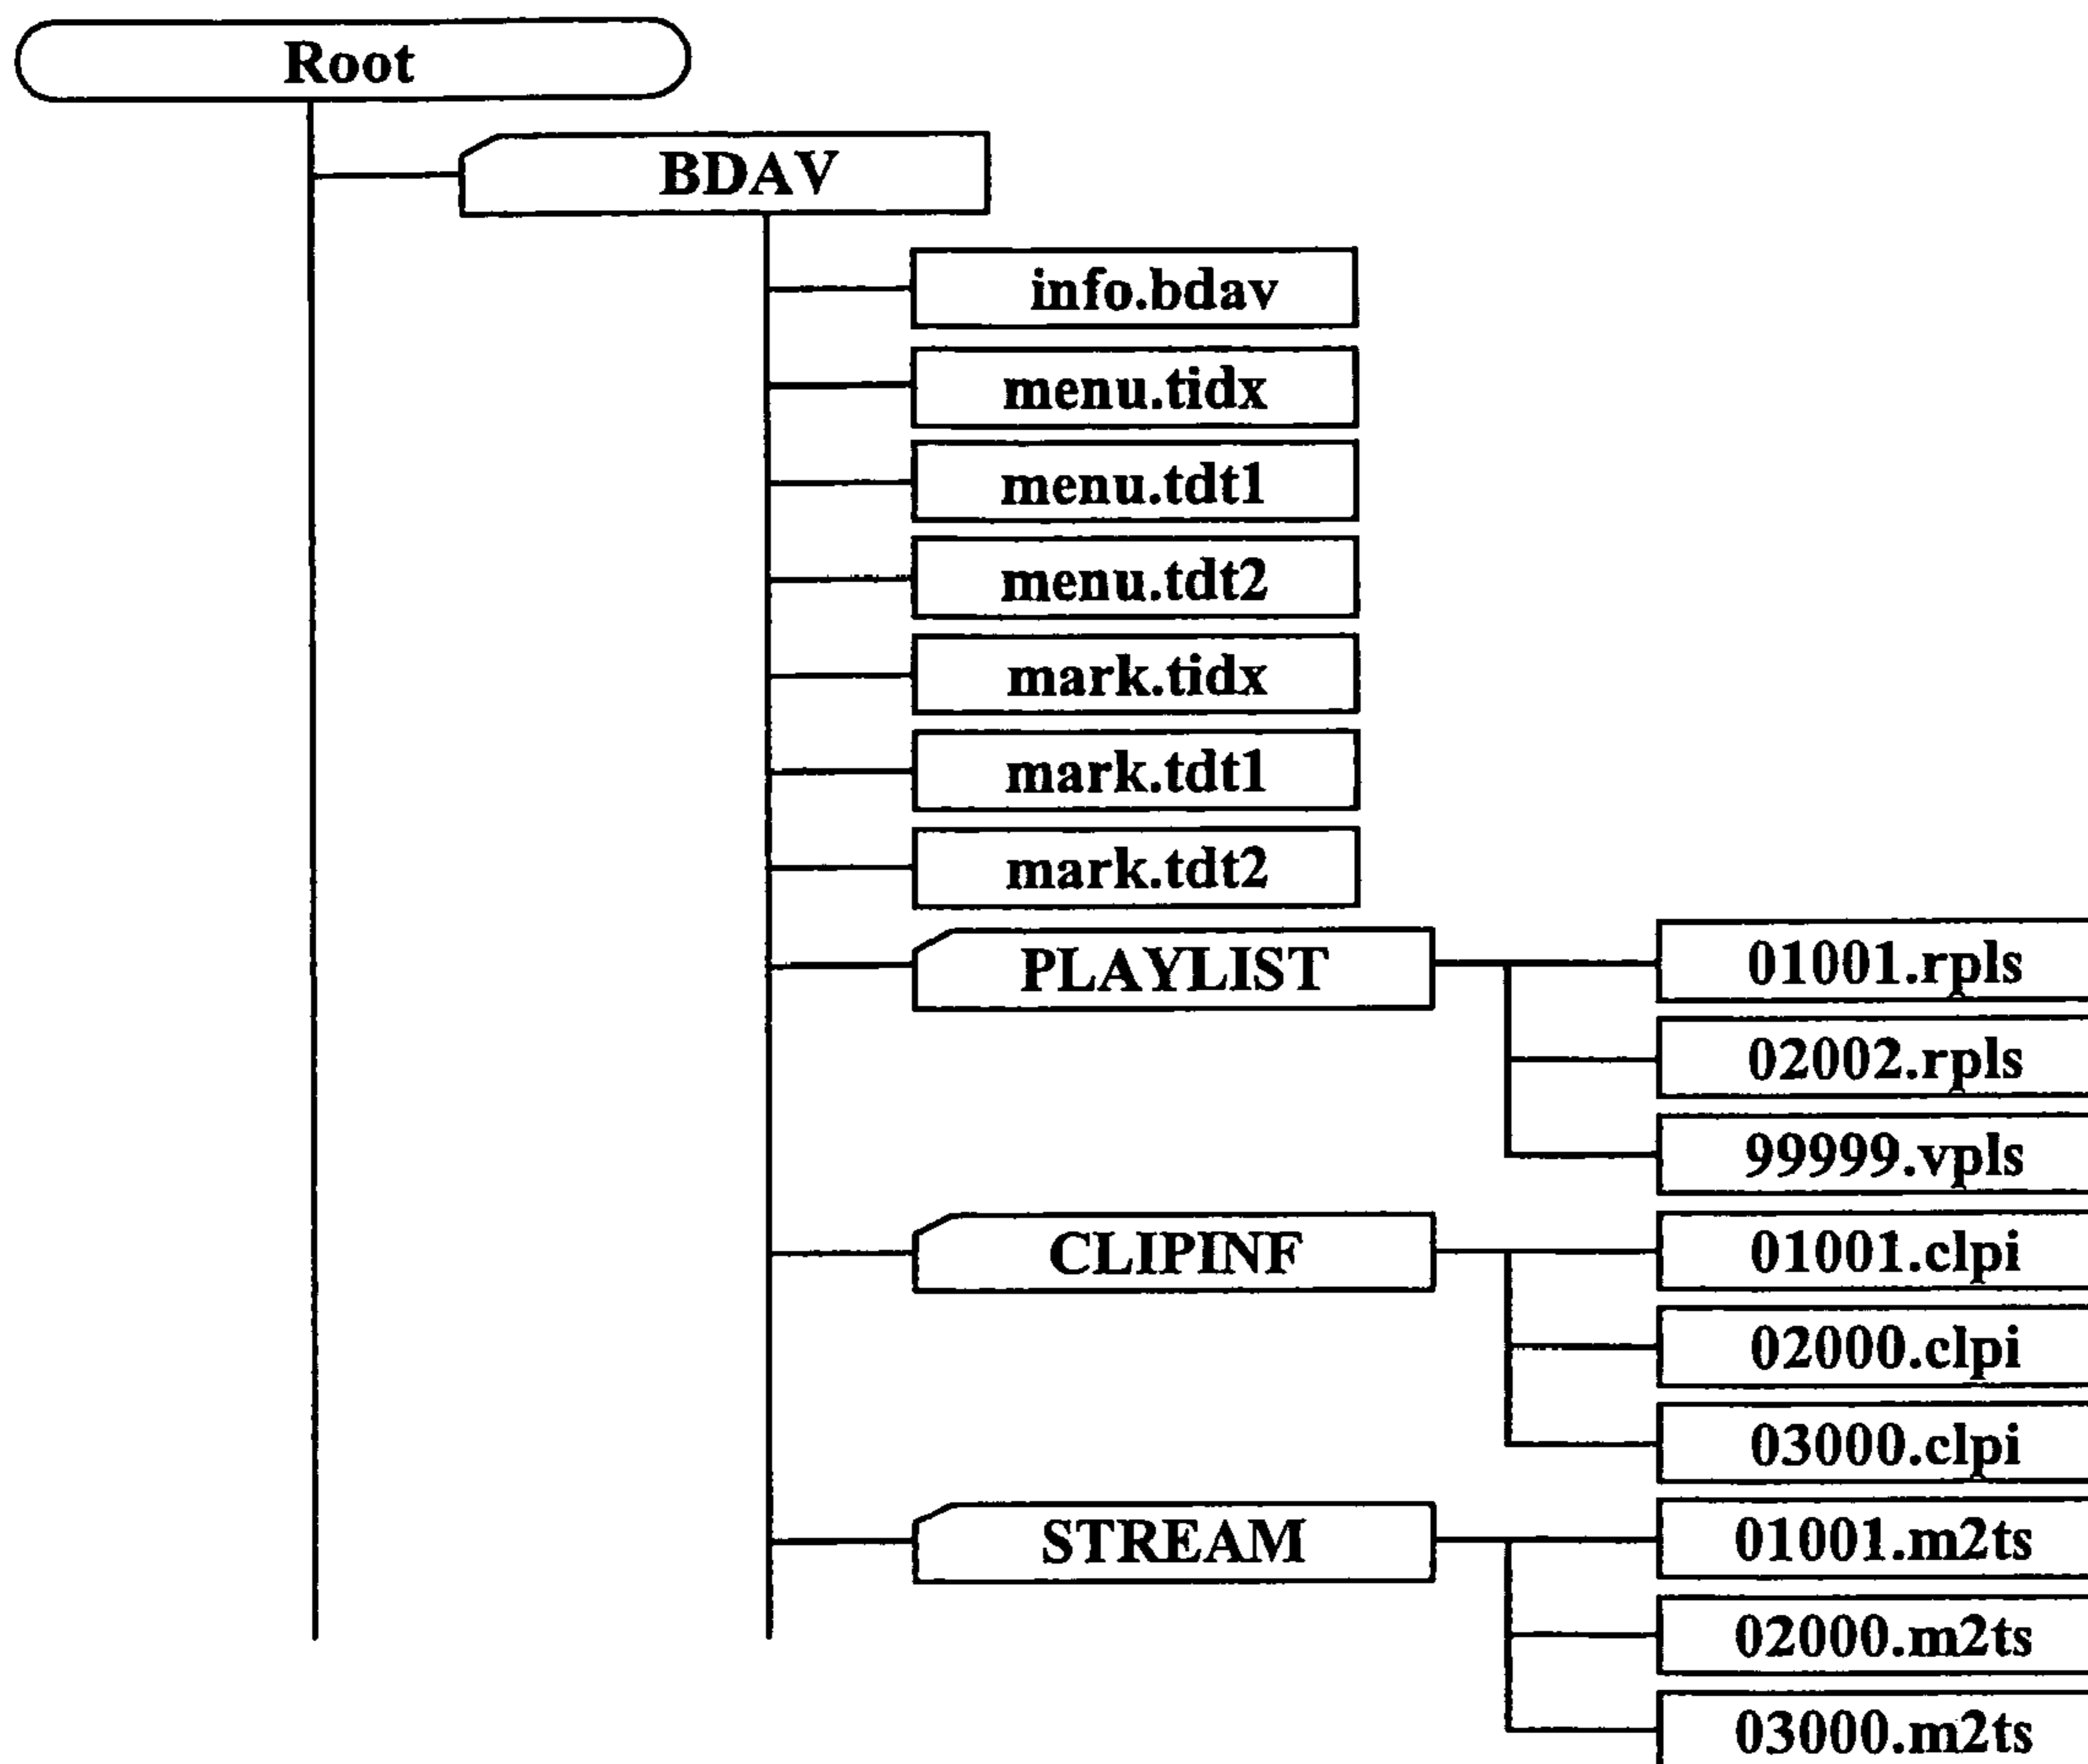 Root
BDAV
info.bdav
menu.tidx
menu.tdt1
menu.tdt2
mark.tidx
mark.tdt1
mark.tdt2
PLAYLIST
01001.rpls
02002.rpls
99999.vpls
CLIPINF
01001.clpi
02000.clpi
03000.clpi
STREAM
01001.m2ts
02000.m2ts
03000.m2ts